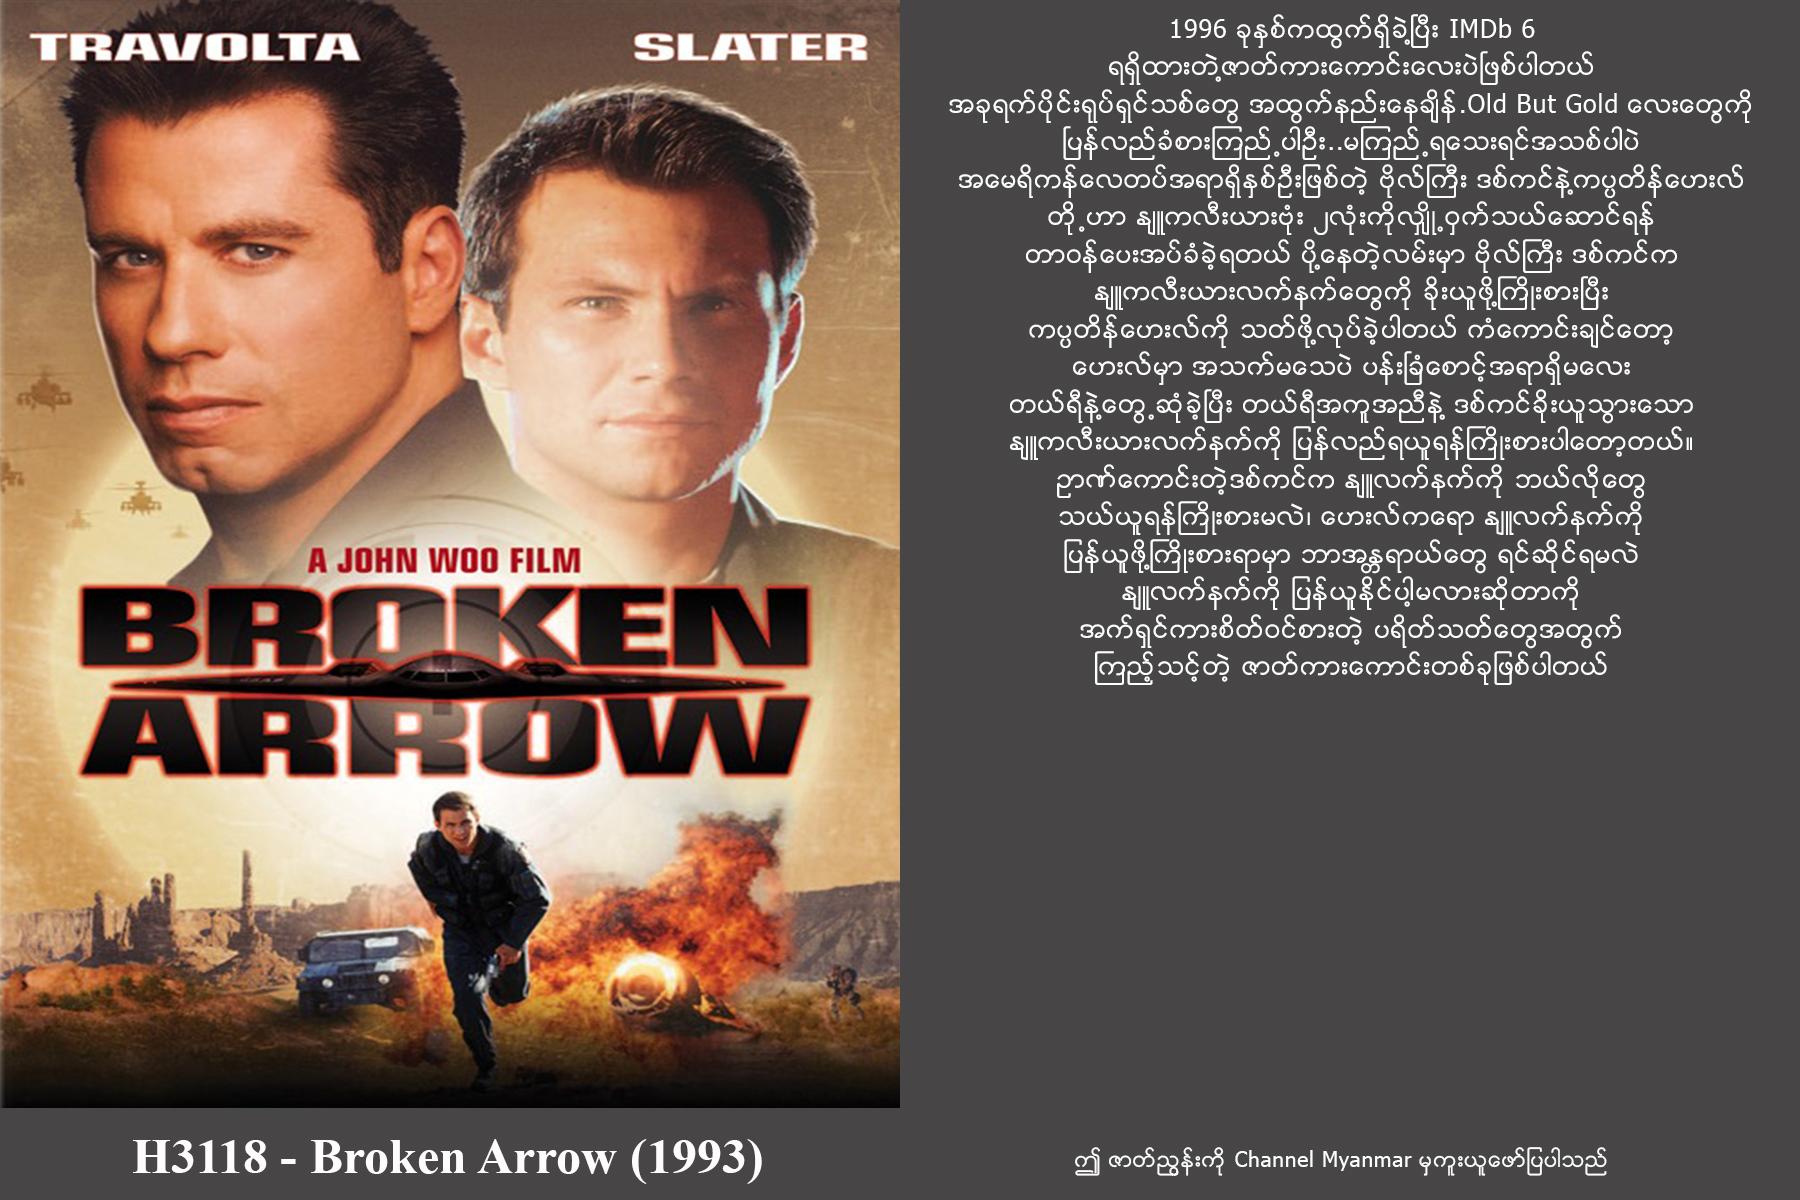 TRAVOLTA
SLATER
A JOHN WOO FILM
BROKEN
ARROW
H3118 - Broken Arrow (1993)
1996 ခုနှစ်ကထွက်ရှိခဲ့ပြီး IMDb 6
ရရှိထားတဲ့ဇာတ်ကားကောင်းလေးပဲဖြစ်ပါတယ်
အခုရက်ပိုင်းရုပ်ရှင်သစ်တွေ အထွက်နည်းနေချိန်.Old But Gold လေးတွေကို
ပြန်လည်ခံစားကြည့်ပါဦး..မကြည့်ရသေးရင်အသစ်ပါပဲ
အမေရိကန်လေတပ်အရာရှိနှစ်ဦးဖြစ်တဲ့ ဗိုလ်ကြီး ဒစ်ကင်နဲ့ကပ္ပတိန်ဟေးလ်
တို့ဟာ နျူကလီးယားဗုံး ၂လုံးကိုလျှို့ဝှက်သယ်ဆောင်ရန်
တာဝန်ပေးအပ်ခံခဲ့ရတယ် ပို့နေတဲ့လမ်းမှာ ဗိုလ်ကြီး ဒစ်ကင်က
နျူကလီးယားလက်နက်တွေကို ခိုးယူဖို့ကြိုးစားပြီး
ကပ္ပတိန်ဟေးလ်ကို သတ်ဖို့လုပ်ခဲ့ပါတယ် ကံကောင်းချင်တော့
ဟေးလ်မှာ အသက်မသေပဲ ပန်းခြံစောင့်အရာရှိမလေး
တယ်ရီနဲ့တွေ့ဆုံခဲ့ပြီး တယ်ရီအကူအညီနဲ့ ဒစ်ကင်ခိုးယူသွားသော
နျူကလီးယားလက်နက်ကို ပြန်လည်ရယူရန်ကြိုးစားပါတော့တယ်။
ဉာဏ်ကောင်းတဲ့ဒစ်ကင်က နျူလက်နက်ကို ဘယ်လိုတွေ
သယ်ယူရန်ကြိုးစားမလဲ၊ ဟေးလ်ကရော နျူလက်နက်ကို
ပြန်ယူဖို့ကြိုးစားရာမှာ ဘာအန္တရာယ်တွေ ရင်ဆိုင်ရမလဲ
နျူလက်နက်ကို ပြန်ယူနိုင်ပါ့မလားဆိုတာကို
အက်ရှင်ကားစိတ်ဝင်စားတဲ့ ပရိတ်သတ်တွေအတွက်
ကြည့်သင့်တဲ့ ဇာတ်ကားကောင်းတစ်ခုဖြစ်ပါတယ်
ဤ ဇာတ်ညွန်းကို Channel Myanmar မှကူးယူဖော်ပြပါသည်